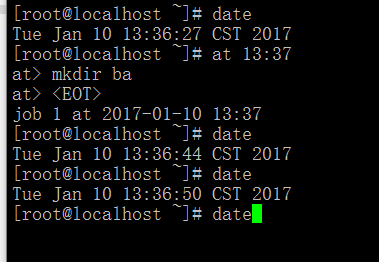 [root@localhost ~]# date
Tue Jan 10 13:36:27 CST 2017
[root@localhost ~]# at 13:37
at> mkdir ba
at> <EOT>
job 1 at 2017-01-10 13:37
[root@localhost ~]# date
Tue Jan 10 13:36:44 CST 2017
[root@localhost ~]# date
Tue Jan 10 13:36:50 CST 2017
[root@localhost ~]# date